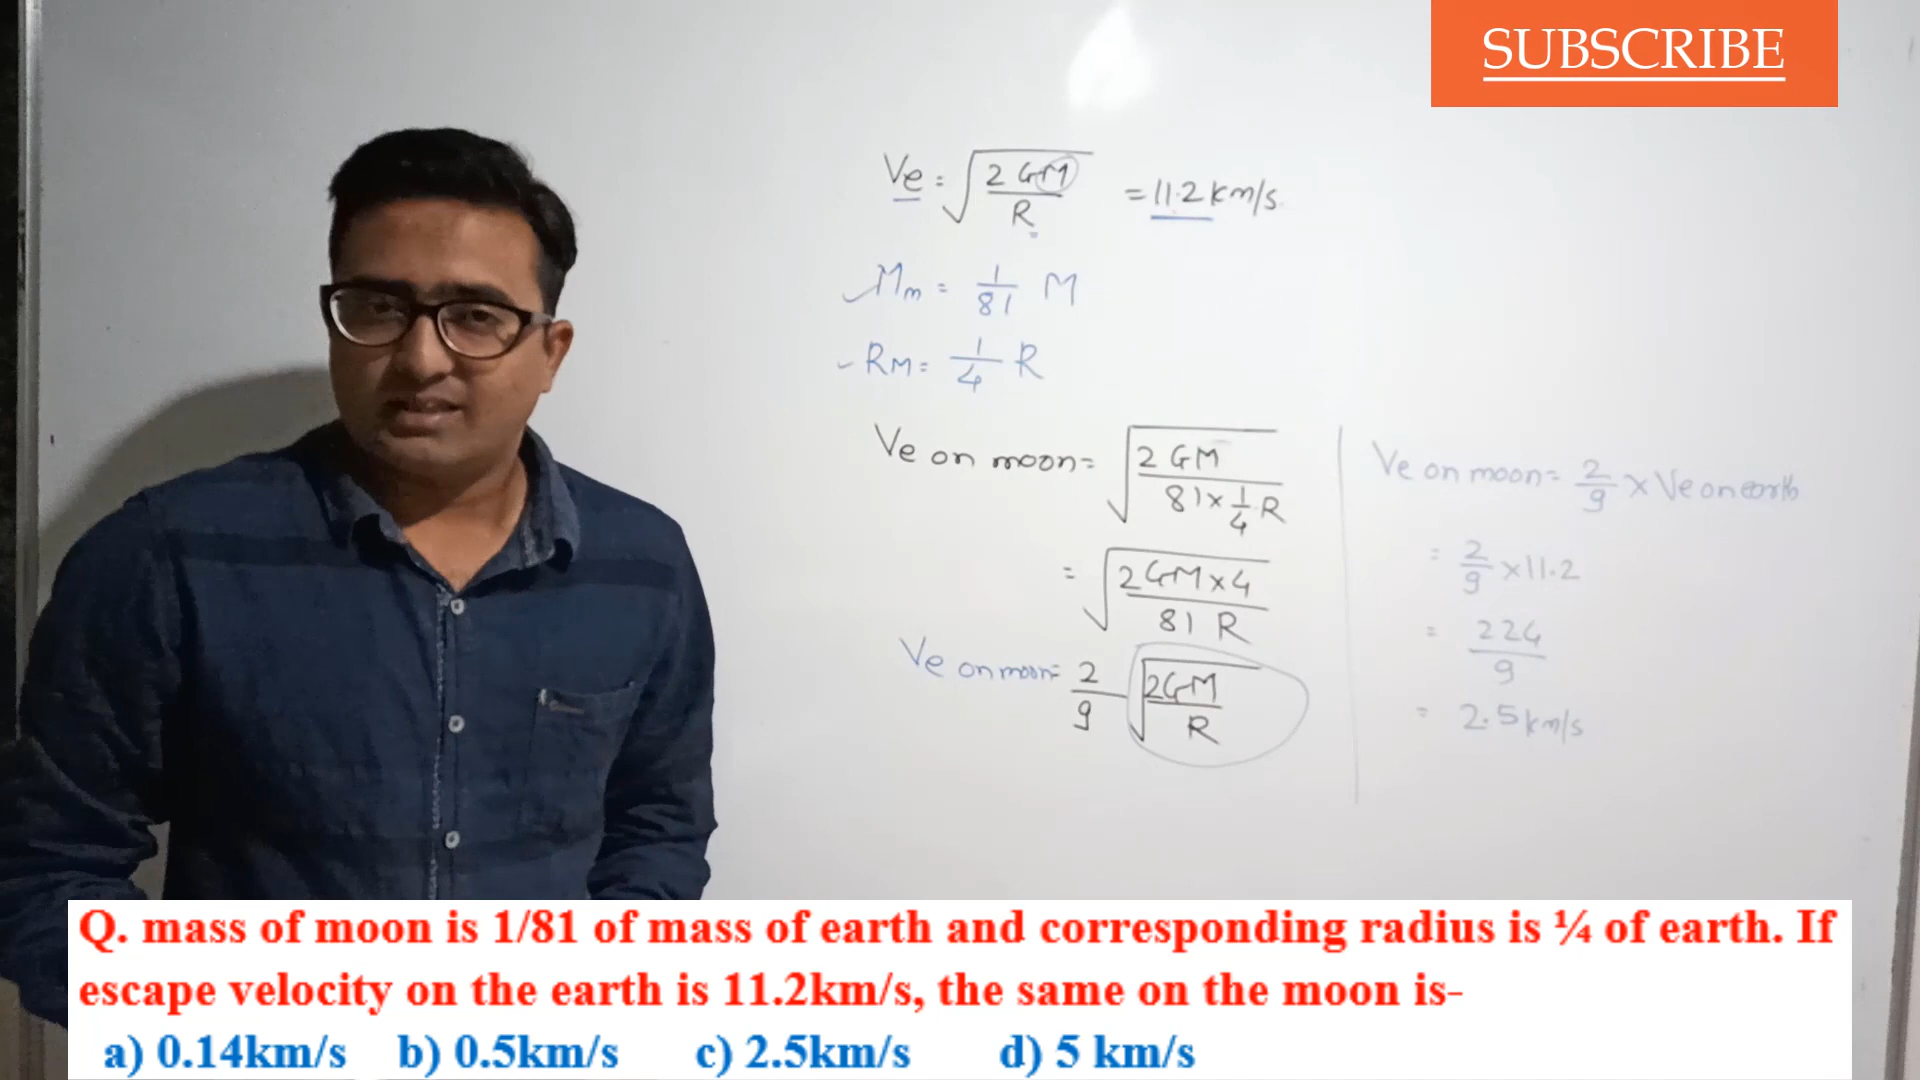 SUBSCRIBE
Ve = √(2GM/R) = 11.2 km/s
Mm = 1/81 M
RM = 1/4 R
Ve on moon = √(2GM/(81×1/4 R))
= √(2GM×4/(81 R))
Ve on moon = 2/9 √(2GM/R)
Ve on moon = 2/9 × Ve on earth
= 2/9 ×11.2
= 224/9
= 2.5 km/s
Q. mass of moon is 1/81 of mass of earth and corresponding radius is ¼ of earth. If
escape velocity on the earth is 11.2km/s, the same on the moon is-
a) 0.14km/s b) 0.5km/s c) 2.5km/s d) 5 km/s